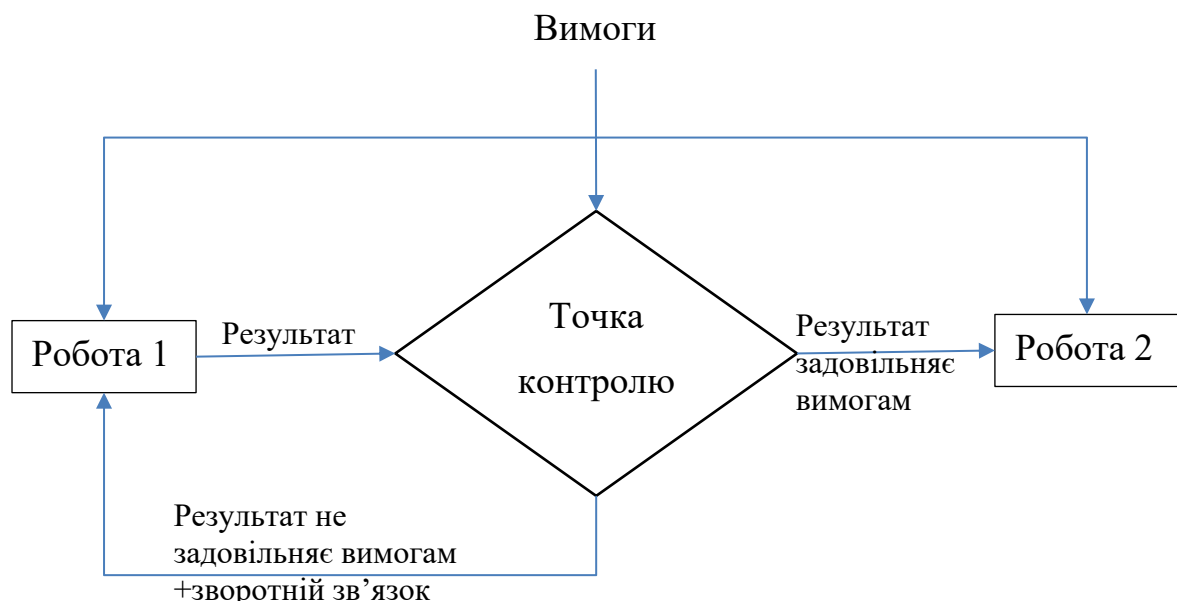 Вимоги
Робота 1
Результат
Точка
контролю
Результат
задовільняє
вимогам
Робота 2
Результат не
задовільняє вимогам
+зворотній зв’язок